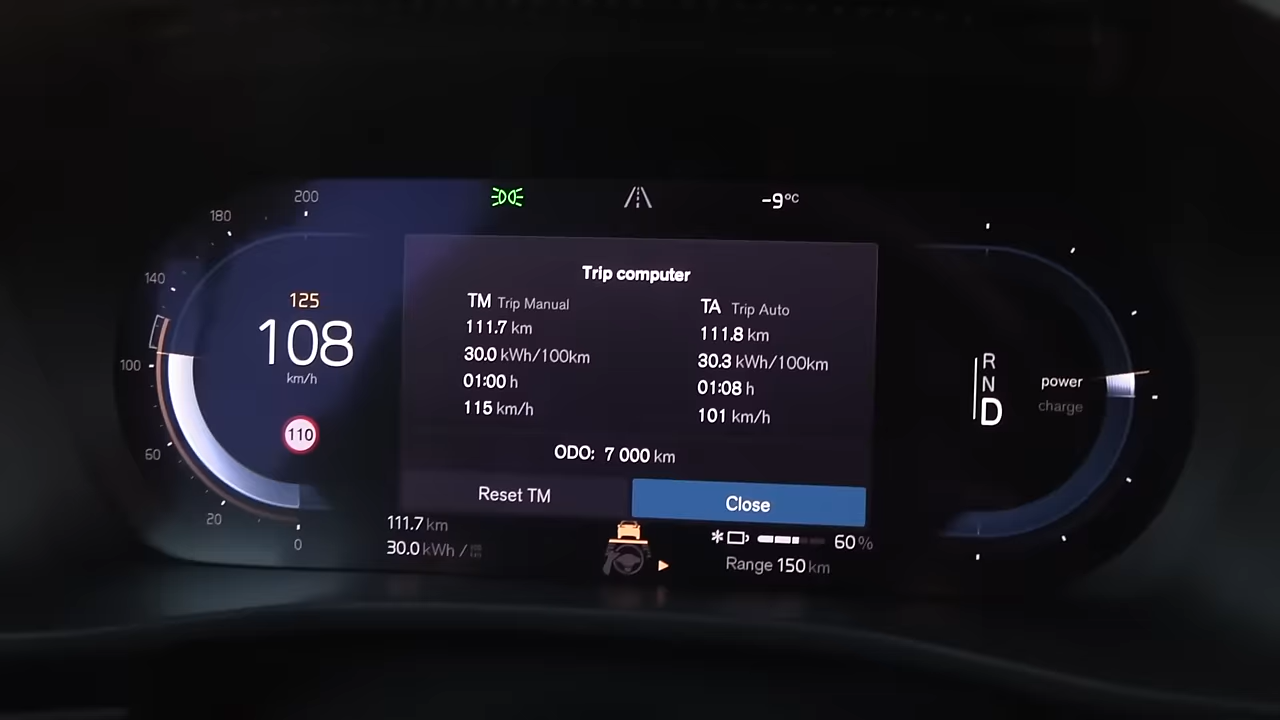 200
180
140
100
60
20
0
125
108
km/h
110
-9°C
Trip computer
TM Trip Manual
111.7 km
30.0 kWh/100km
01:00 h
115 km/h
TA Trip Auto
111.8 km
30.3 kWh/100km
01:08 h
101 km/h
ODO: 7 000 km
Reset TM
Close
111.7 km
30.0 kWh /
60 %
Range 150 km
R
N
D
power
charge